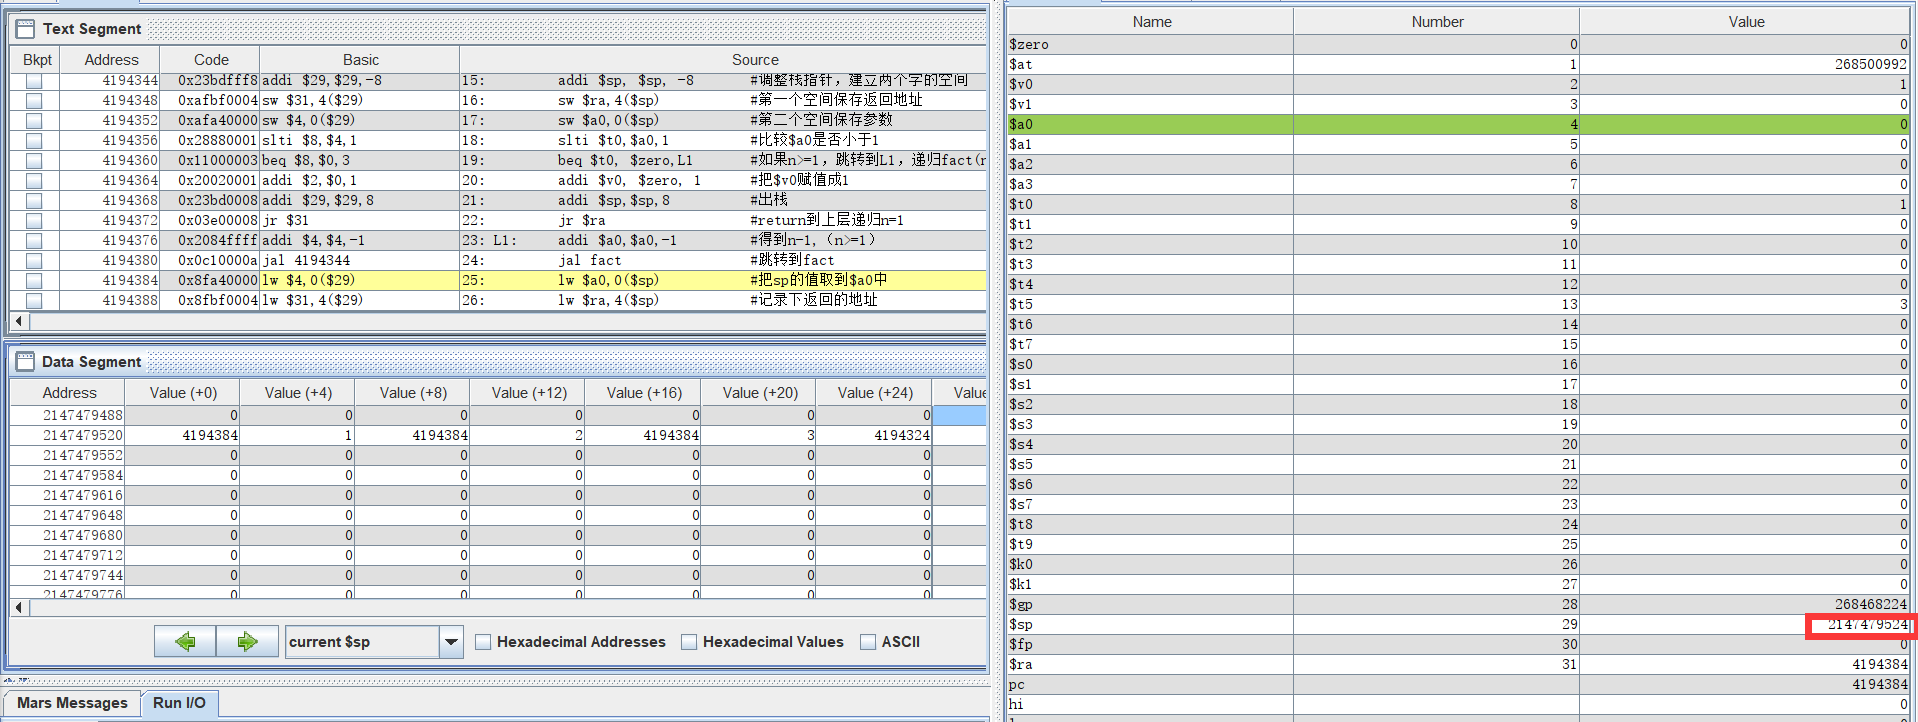 Text Segment
Bkpt Address Code Basic Source
4194344 0x23bdfff8 addi $29,$29,-8 15: addi $sp, $sp, -8 #调整栈指针，建立两个字的空间
4194348 0xafbf0004 sw $31,4($29) 16: sw $ra,4($sp) #第一个空间保存返回地址
4194352 0xafa40000 sw $4,0($29) 17: sw $a0,0($sp) #第二个空间保存参数
4194356 0x28880001 slti $8,$4,1 18: slti $t0,$a0,1 #比较$a0是否小于1
4194360 0x11000003 beq $8,$0,3 19: beq $t0, $zero,L1 #如果n>=1，跳转到L1，递归fact(n
4194364 0x20020001 addi $2,$0,1 20: addi $v0, $zero, 1 #把$v0赋值成1
4194368 0x23bd0008 addi $29,$29,8 21: addi $sp,$sp,8 #出栈
4194372 0x03e00008 jr $31 22: jr $ra #return到上层递归n=1
4194376 0x2084ffff addi $4,$4,-1 23: L1: addi $a0,$a0,-1 #得到n-1,（n>=1）
4194380 0x0c10000a jal 4194344 24: jal fact #跳转到fact
4194384 0x8fa40000 lw $4,0($29) 25: lw $a0,0($sp) #把sp的值取到$a0中
4194388 0x8fbf0004 lw $31,4($29) 26: lw $ra,4($sp) #记录下返回的地址
Data Segment
Address Value (+0) Value (+4) Value (+8) Value (+12) Value (+16) Value (+20) Value (+24) Value
2147479488 0 0 0 0 0 0 0
2147479520 4194384 1 4194384 2 4194384 3 4194324
2147479552 0 0 0 0 0 0 0
2147479584 0 0 0 0 0 0 0
2147479616 0 0 0 0 0 0 0
2147479648 0 0 0 0 0 0 0
2147479680 0 0 0 0 0 0 0
2147479712 0 0 0 0 0 0 0
2147479744 0 0 0 0 0 0 0
2147479776 0 0 0 0 0 0 0
current $sp Hexadecimal Addresses Hexadecimal Values ASCII
Mars Messages Run I/O
Name Number Value
$zero 0 0
$at 1 268500992
$v0 2 1
$v1 3 0
$a0 4 0
$a1 5 0
$a2 6 0
$a3 7 0
$t0 8 1
$t1 9 0
$t2 10 0
$t3 11 0
$t4 12 0
$t5 13 3
$t6 14 0
$t7 15 0
$s0 16 0
$s1 17 0
$s2 18 0
$s3 19 0
$s4 20 0
$s5 21 0
$s6 22 0
$s7 23 0
$t8 24 0
$t9 25 0
$k0 26 0
$k1 27 0
$gp 28 268468224
$sp 29 2147479524
$fp 30 0
$ra 31 4194384
pc 4194384
hi 0